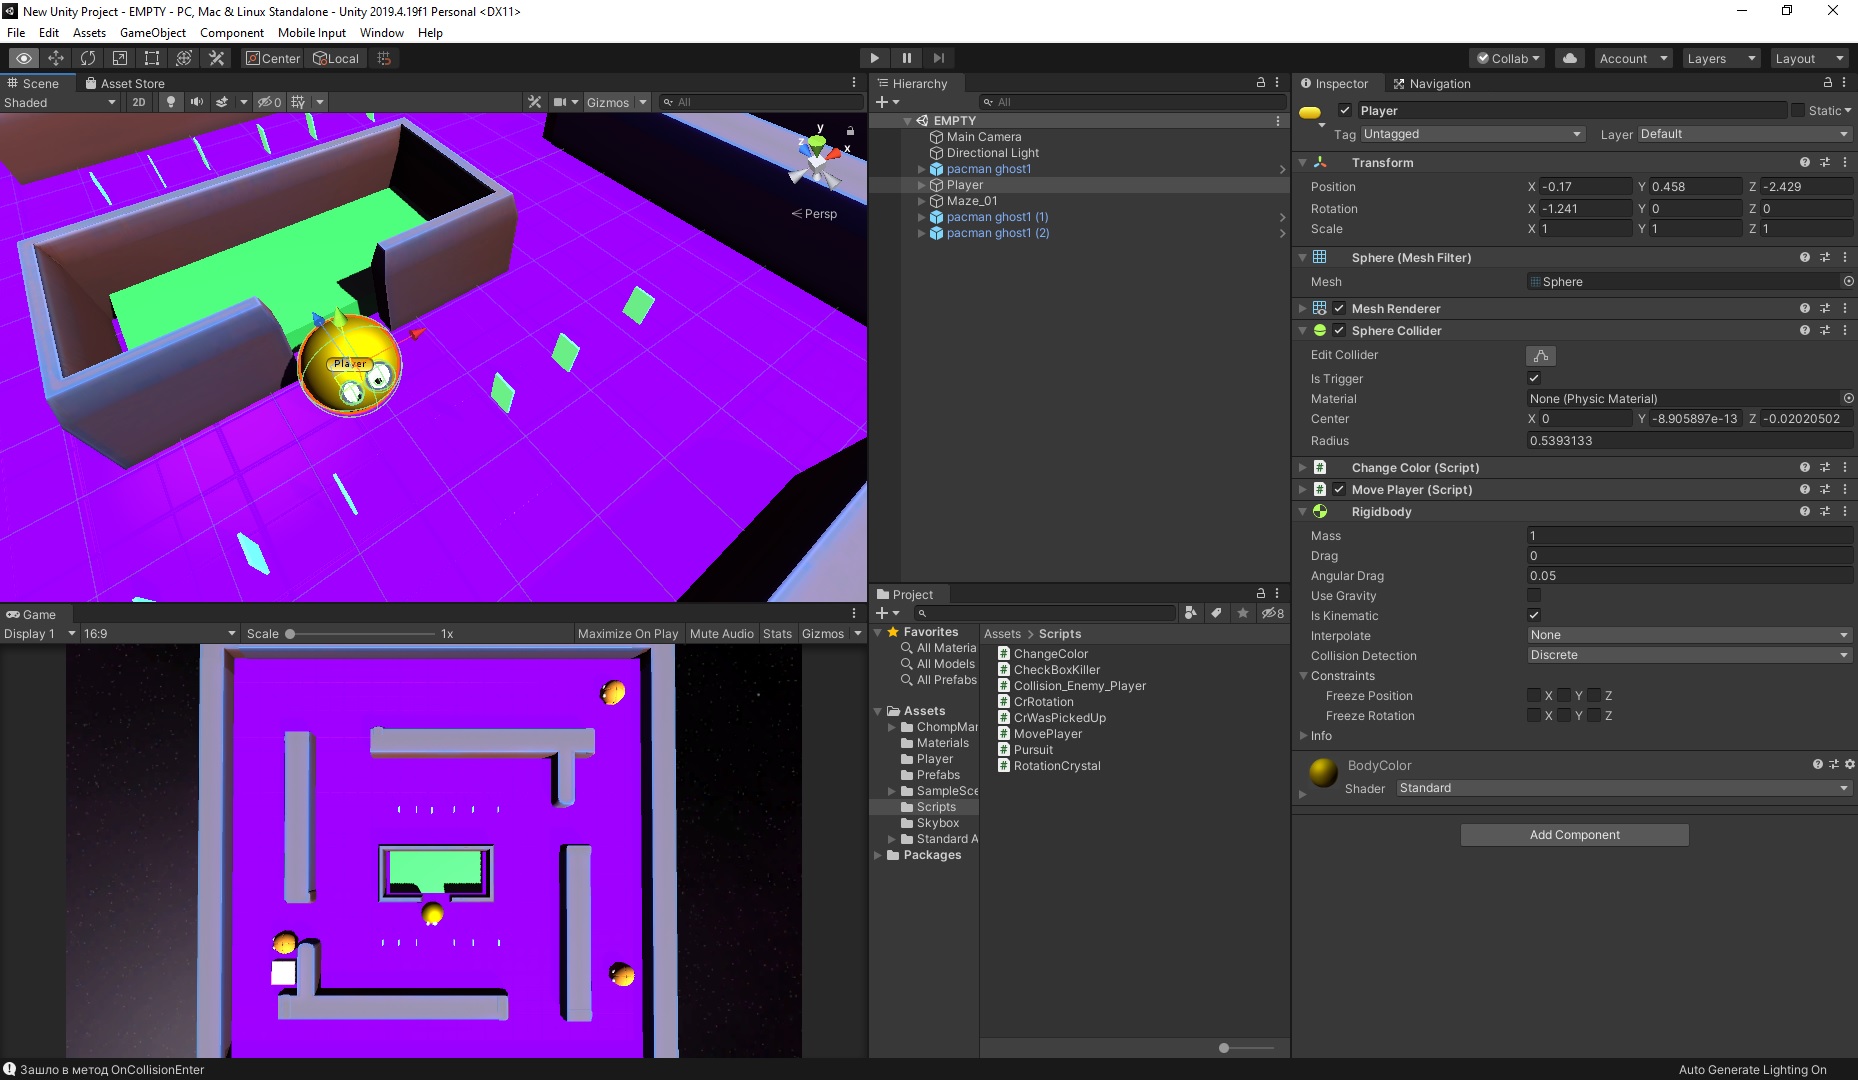 New Unity Project - EMPTY - PC, Mac & Linux Standalone - Unity 2019.4.19f1 Personal <DX11>
File Edit Assets GameObject Component Mobile Input Window Help
Center Local
Collab Account Layers Layout
Scene Asset Store
Shaded 2D 0 Gizmos All
y
z x
Persp
Player
Game
Display 1 16:9 Scale 1x Maximize On Play Mute Audio Stats Gizmos
Hierarchy
All
EMPTY
Main Camera
Directional Light
pacman ghost1
Player
Maze_01
pacman ghost1 (1)
pacman ghost1 (2)
Project
8
Favorites
All Materia
All Models
All Prefabs
Assets
ChompMar
Materials
Player
Prefabs
SampleSce
Scripts
Skybox
Standard A
Packages
Assets > Scripts
ChangeColor
CheckBoxKiller
Collision_Enemy_Player
CrRotation
CrWasPickedUp
MovePlayer
Pursuit
RotationCrystal
Inspector Navigation
Player Static
Tag Untagged Layer Default
Transform
Position X -0.17 Y 0.458 Z -2.429
Rotation X -1.241 Y 0 Z 0
Scale X 1 Y 1 Z 1
Sphere (Mesh Filter)
Mesh Sphere
Mesh Renderer
Sphere Collider
Edit Collider
Is Trigger
Material None (Physic Material)
Center X 0 Y -8.905897e-13 Z -0.02020502
Radius 0.5393133
Change Color (Script)
Move Player (Script)
Rigidbody
Mass 1
Drag 0
Angular Drag 0.05
Use Gravity
Is Kinematic
Interpolate None
Collision Detection Discrete
Constraints
Freeze Position X Y Z
Freeze Rotation X Y Z
Info
BodyColor
Shader Standard
Add Component
Зашло в метод OnCollisionEnter
Auto Generate Lighting On